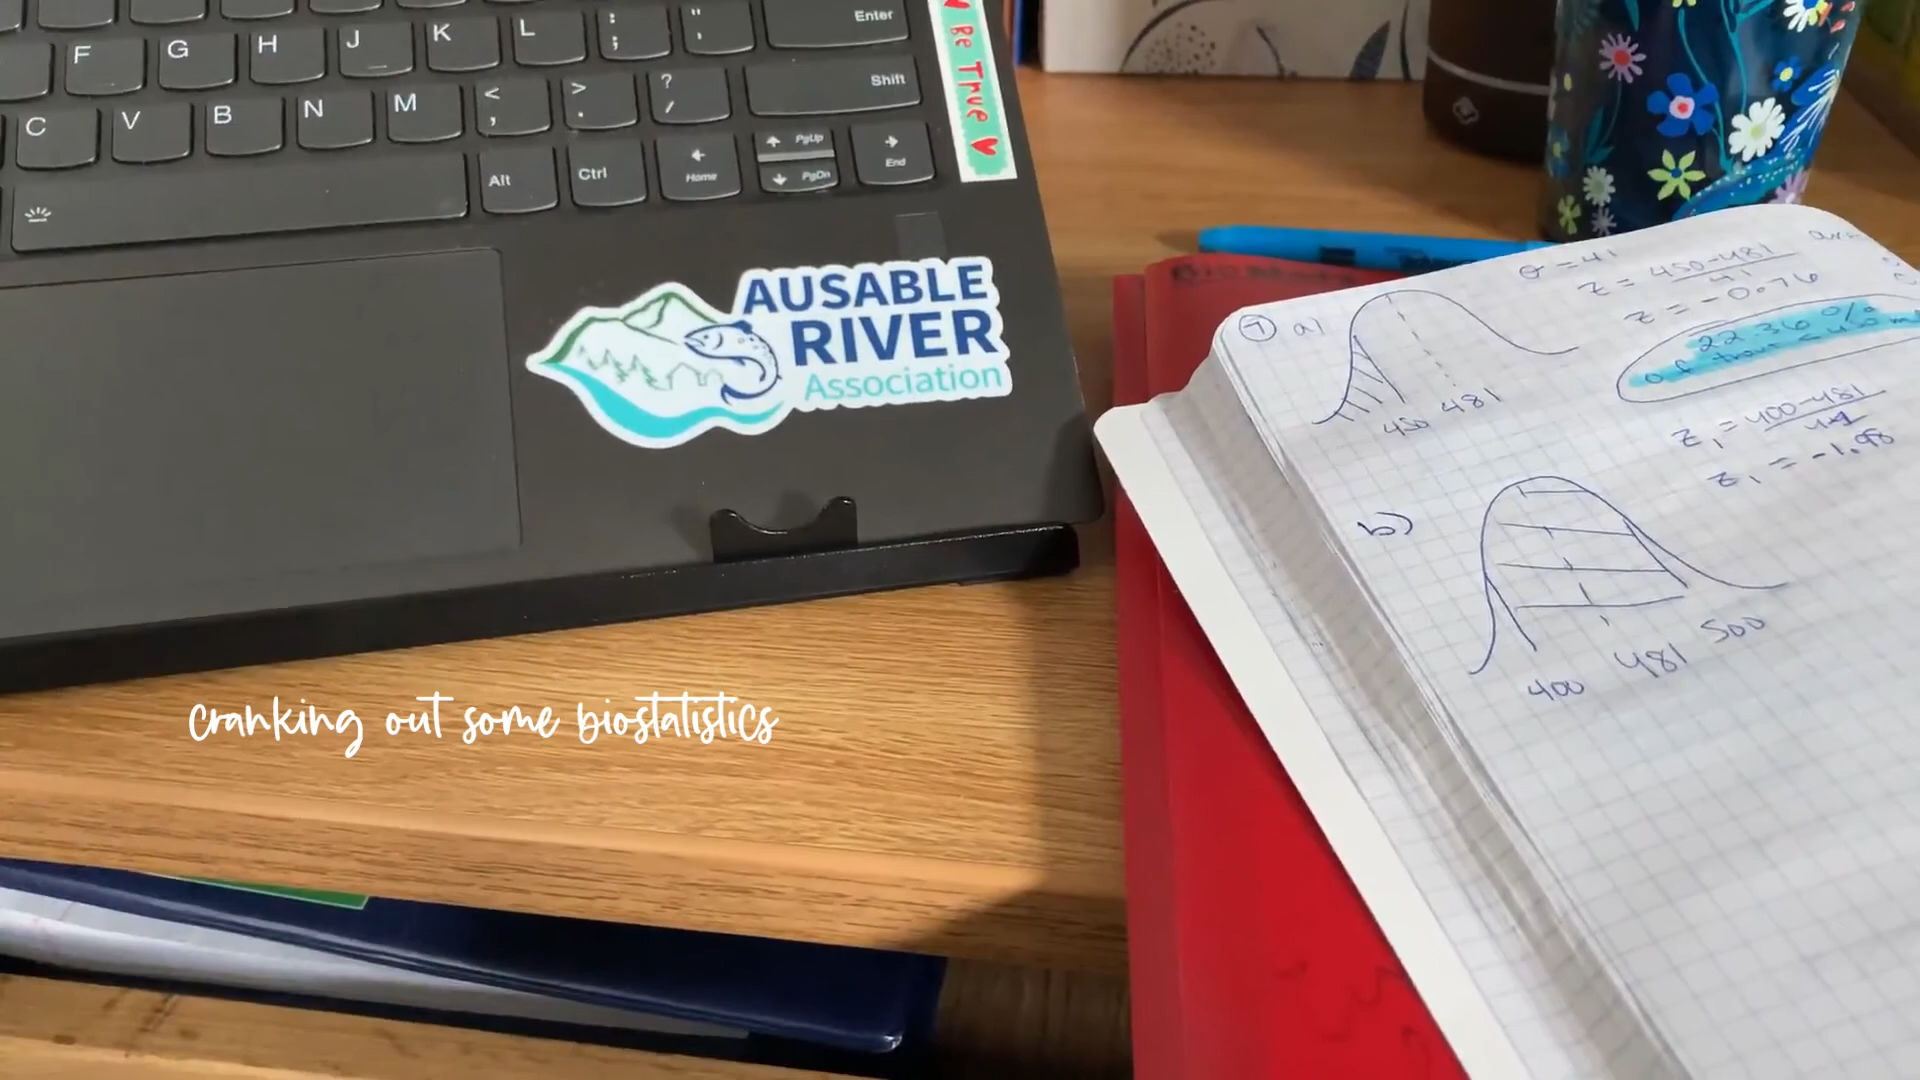 Enter
F G H J K L : ; " '
Shift
C V B N M < , > . ? /
Alt Ctrl Home PgUp PgDn End
Be True
AUSABLE
RIVER
Association
cranking out some biostatistics
7 a)
450 481
σ = 41
z = 450-481
41
z = -0.76
22.36%
of trout <
z₁ = 400-481
41
z₁ = -1.98
b)
400 481 500